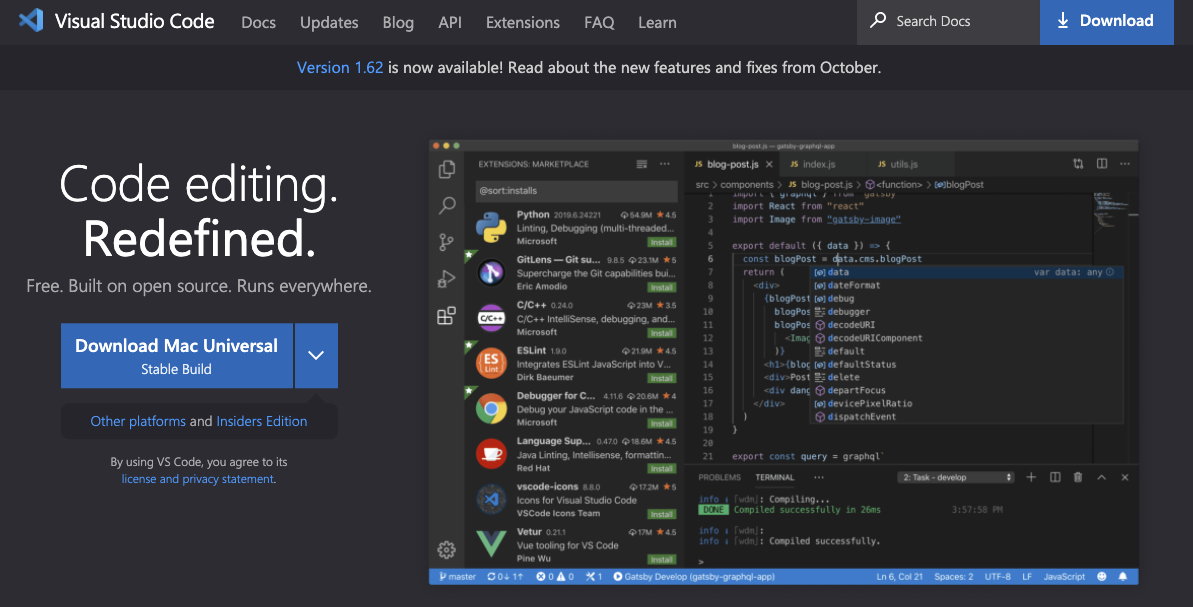 Visual Studio Code Docs Updates Blog API Extensions FAQ Learn Search Docs Download
Version 1.62 is now available! Read about the new features and fixes from October.
Code editing.
Redefined.
Free. Built on open source. Runs everywhere.
Download Mac Universal
Stable Build
Other platforms and Insiders Edition
By using VS Code, you agree to its
license and privacy statement.
blog-post.js — gatsby-graphql-app
EXTENSIONS: MARKETPLACE ···
@sort:installs
Python 2019.6.24221 54.9M ★ 4.5
Linting, Debugging (multi-threaded...
Microsoft Install
GitLens — Git su... 9.8.5 23.1M ★ 5
Supercharge the Git capabilities bui...
Eric Amodio Install
C/C++ 0.24.0 23M ★ 3.5
C/C++
C/C++ IntelliSense, debugging, and...
Microsoft Install
ESLint 1.9.0 21.9M ★ 4.5
ES
Lint
Integrates ESLint JavaScript into V...
Dirk Baeumer Install
Debugger for C... 4.11.6 20.6M ★ 4
Debug your JavaScript code in the ...
Microsoft Install
Language Sup... 0.47.0 18.6M ★ 4.5
Java Linting, Intellisense, formattin...
Red Hat Install
vscode-icons 8.8.0 17.2M ★ 5
Icons for Visual Studio Code
VSCode Icons Team Install
Vetur 0.21.1 17M ★ 4.5
Vue tooling for VS Code
Pine Wu Install
JS blog-post.js × JS index.js JS utils.js ···
src > components > JS blog-post.js > <function> > blogPost
1 import { graphql } from "gatsby"
2 import React from "react"
3 import Image from "gatsby-image"
4
5 export default ({ data }) => {
6 const blogPost = data.cms.blogPost
7 return (
8 <div>
9 {blogPost
10 blogPo
11 blogPo
12 <Imag
13 )}
14 <h1>{blog
15 <div>Post
16 <div dang
17 </div>
18 )
19 }
20
21 export const query = graphql`
data var data: any
dateFormat
debug
debugger
decodeURI
decodeURIComponent
default
defaultStatus
delete
departFocus
devicePixelRatio
dispatchEvent
PROBLEMS TERMINAL ··· 2: Task - develop
info ｢wdm｣: Compiling...
DONE Compiled successfully in 26ms 3:57:58 PM
info ｢wdm｣:
info ｢wdm｣: Compiled successfully.
>
master 0↓ 1↑ 0 0 1 Gatsby Develop (gatsby-graphql-app) Ln 6, Col 21 Spaces: 2 UTF-8 LF JavaScript